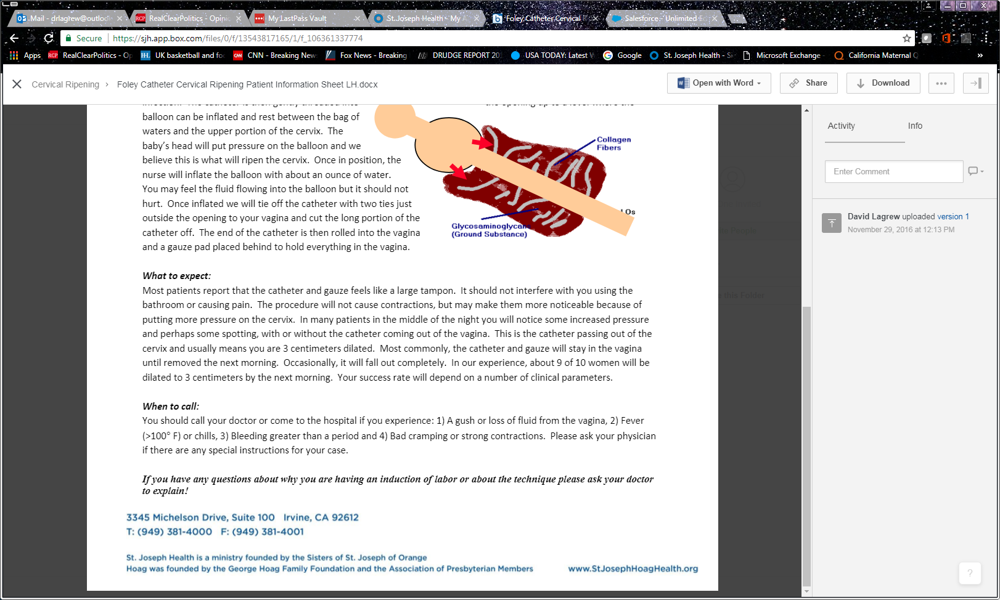 Mail - drlagrew@outlook
RealClearPolitics - Opinic
My LastPass Vault
St. Joseph Health - My A
Foley Catheter Cervical R
Salesforce - Unlimited Ed
Secure https://sjh.app.box.com/files/0/f/13543817165/1/f_106361337774
Apps RealClearPolitics - Op UK basketball and fo CNN - Breaking New Fox News - Breaking DRUDGE REPORT 201 USA TODAY: Latest W Google St. Joseph Health - Si Microsoft Exchange - California Maternal Q »
Cervical Ripening › Foley Catheter Cervical Ripening Patient Information Sheet LH.docx
Open with Word
Share
Download
balloon can be inflated and rest between the bag of
waters and the upper portion of the cervix. The
baby's head will put pressure on the balloon and we
believe this is what will ripen the cervix. Once in position, the
nurse will inflate the balloon with about an ounce of water.
You may feel the fluid flowing into the balloon but it should not
hurt. Once inflated we will tie off the catheter with two ties just
outside the opening to your vagina and cut the long portion of the
catheter off. The end of the catheter is then rolled into the vagina
and a gauze pad placed behind to hold everything in the vagina.
Collagen
Fibers
l Os
Glycosaminoglycans
(Ground Substance)
What to expect:
Most patients report that the catheter and gauze feels like a large tampon. It should not interfere with you using the
bathroom or causing pain. The procedure will not cause contractions, but may make them more noticeable because of
putting more pressure on the cervix. In many patients in the middle of the night you will notice some increased pressure
and perhaps some spotting, with or without the catheter coming out of the vagina. This is the catheter passing out of the
cervix and usually means you are 3 centimeters dilated. Most commonly, the catheter and gauze will stay in the vagina
until removed the next morning. Occasionally, it will fall out completely. In our experience, about 9 of 10 women will be
dilated to 3 centimeters by the next morning. Your success rate will depend on a number of clinical parameters.
When to call:
You should call your doctor or come to the hospital if you experience: 1) A gush or loss of fluid from the vagina, 2) Fever
(>100° F) or chills, 3) Bleeding greater than a period and 4) Bad cramping or strong contractions. Please ask your physician
if there are any special instructions for your case.
If you have any questions about why you are having an induction of labor or about the technique please ask your doctor
to explain!
3345 Michelson Drive, Suite 100 Irvine, CA 92612
T: (949) 381-4000 F: (949) 381-4001
St. Joseph Health is a ministry founded by the Sisters of St. Joseph of Orange
Hoag was founded by the George Hoag Family Foundation and the Association of Presbyterian Members
www.StJosephHoagHealth.org
Activity
Info
Enter Comment
David Lagrew uploaded version 1
November 29, 2016 at 12:13 PM
People
this Folder
?